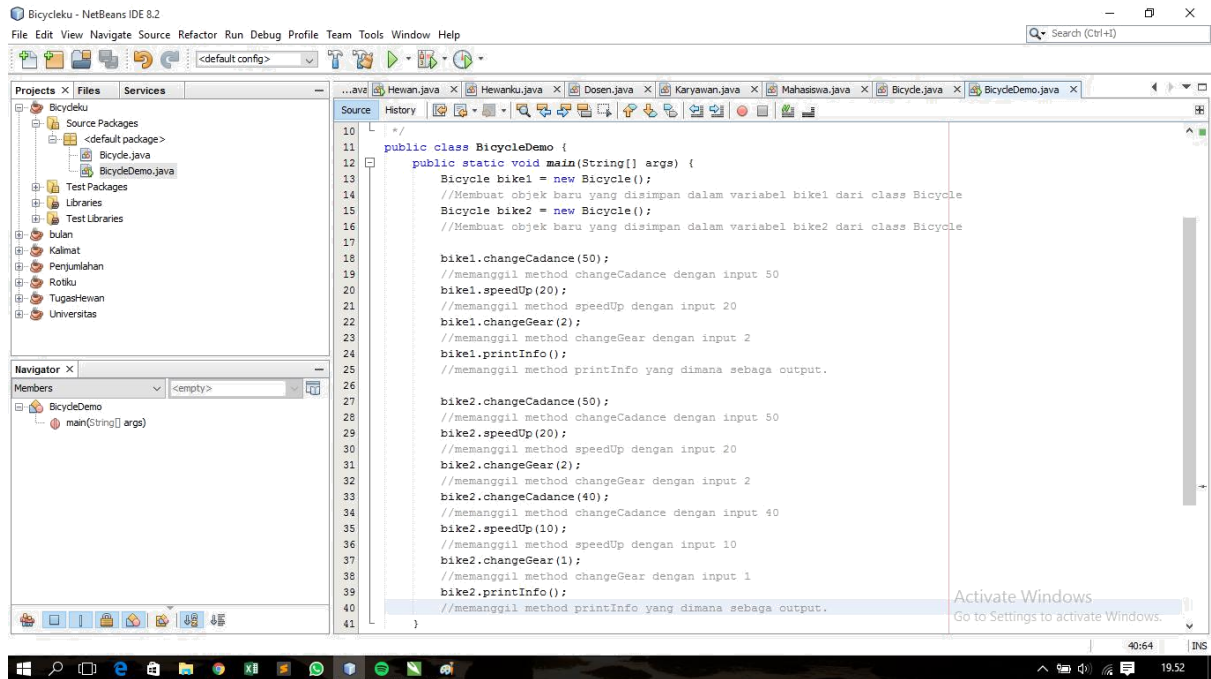 Bicycleku - NetBeans IDE 8.2
File Edit View Navigate Source Refactor Run Debug Profile Team Tools Window Help
Search (Ctrl+I)
<default config>
Projects × Files Services
...ava Hewan.java × Hewanku.java × Dosen.java × Karyawan.java × Mahasiswa.java × Bicycle.java × BicycleDemo.java ×
Source History
Bicycleku
Source Packages
<default package>
Bicycle.java
BicycleDemo.java
Test Packages
Libraries
Test Libraries
bulan
Kalimat
Penjumlahan
Rotiku
TugasHewan
Universitas
Navigator ×
Members <empty>
BicycleDemo
main(String[] args)
10 */
11 public class BicycleDemo {
12 public static void main(String[] args) {
13 Bicycle bike1 = new Bicycle();
14 //Membuat objek baru yang disimpan dalam variabel bike1 dari class Bicycle
15 Bicycle bike2 = new Bicycle();
16 //Membuat objek baru yang disimpan dalam variabel bike2 dari class Bicycle
17
18 bike1.changeCadance(50);
19 //memanggil method changeCadance dengan input 50
20 bike1.speedUp(20);
21 //memanggil method speedUp dengan input 20
22 bike1.changeGear(2);
23 //memanggil method changeGear dengan input 2
24 bike1.printInfo();
25 //memanggil method printInfo yang dimana sebaga output.
26
27 bike2.changeCadance(50);
28 //memanggil method changeCadance dengan input 50
29 bike2.speedUp(20);
30 //memanggil method speedUp dengan input 20
31 bike2.changeGear(2);
32 //memanggil method changeGear dengan input 2
33 bike2.changeCadance(40);
34 //memanggil method changeCadance dengan input 40
35 bike2.speedUp(10);
36 //memanggil method speedUp dengan input 10
37 bike2.changeGear(1);
38 //memanggil method changeGear dengan input 1
39 bike2.printInfo();
40 //memanggil method printInfo yang dimana sebaga output.
41 }
Activate Windows
Go to Settings to activate Windows.
40:64 INS
19.52